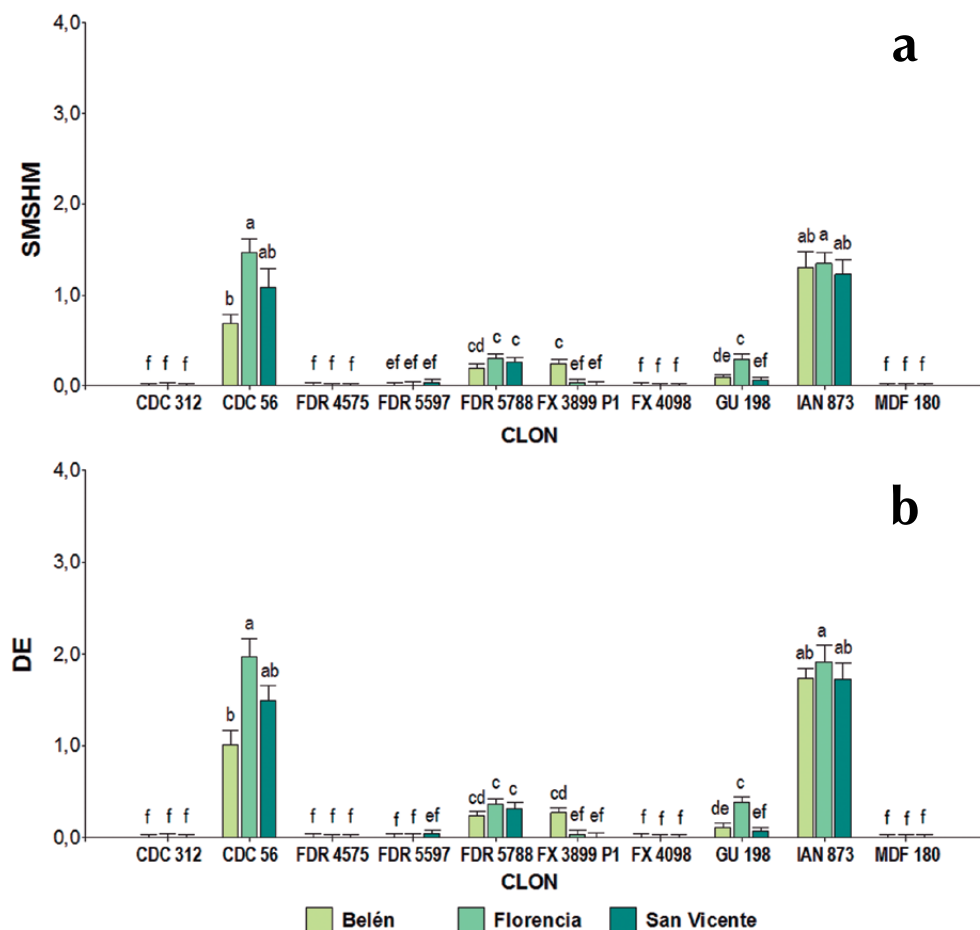 a
4,0
3,0
2,0
1,0
0,0
SMSHM
a
ab
b
ab a ab
f f f
f f f
ef ef ef
cd c c
c ef ef
f f f
de c ef
f f f
CDC 312 CDC 56 FDR 4575 FDR 5597 FDR 5788 FX 3899 P1 FX 4098 GU 198 IAN 873 MDF 180
CLON
b
4,0
3,0
2,0
1,0
0,0
DE
a
ab
b
ab a ab
f f f
f f f
f f ef
cd c c
cd ef ef
f f f
de c ef
f f f
CDC 312 CDC 56 FDR 4575 FDR 5597 FDR 5788 FX 3899 P1 FX 4098 GU 198 IAN 873 MDF 180
CLON
Belén Florencia San Vicente